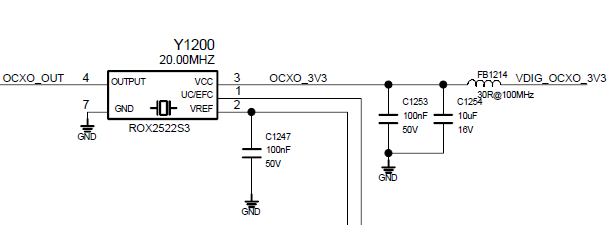 Y1200
20.00MHZ
OCXO_OUT 4 OUTPUT VCC 3 OCXO_3V3 FB1214 VDIG_OCXO_3V3
30R@100MHz
UC/EFC 1
7 GND VREF 2
GND
ROX2522S3
C1247
100nF
50V
GND
C1253
100nF
50V
C1254
10uF
16V
GND